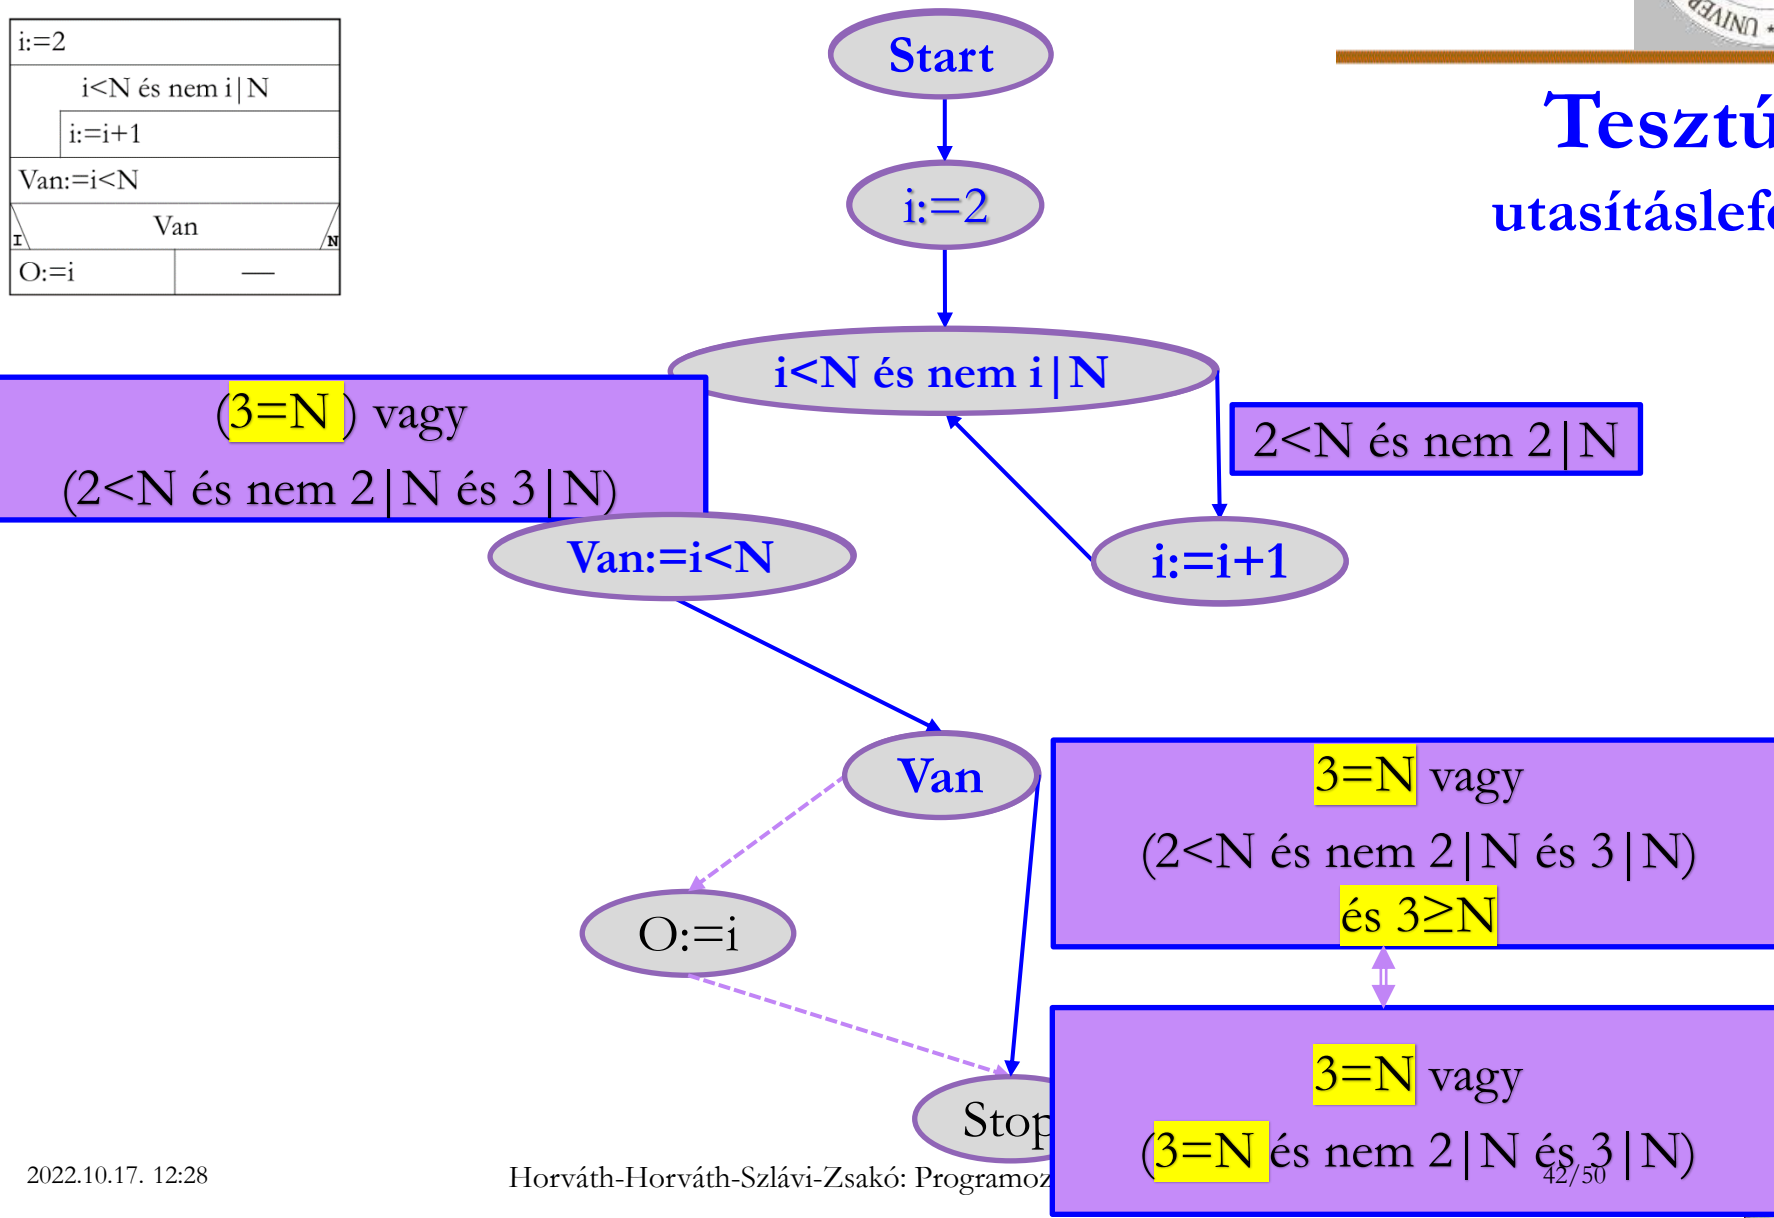 i:=2
i<N és nem i|N
i:=i+1
Van:=i<N
Van
I
N
O:=i
—
Start
i:=2
i<N és nem i|N
(3=N ) vagy
(2<N és nem 2|N és 3|N)
2<N és nem 2|N
Van:=i<N
i:=i+1
Van
3=N vagy
(2<N és nem 2|N és 3|N)
és 3≥N
O:=i
3=N vagy
(3=N és nem 2|N és 3|N)
Stop
UNIVER
Tesztú
utasításlef
2022.10.17. 12:28
Horváth-Horváth-Szlávi-Zsakó: Programoz
42/50